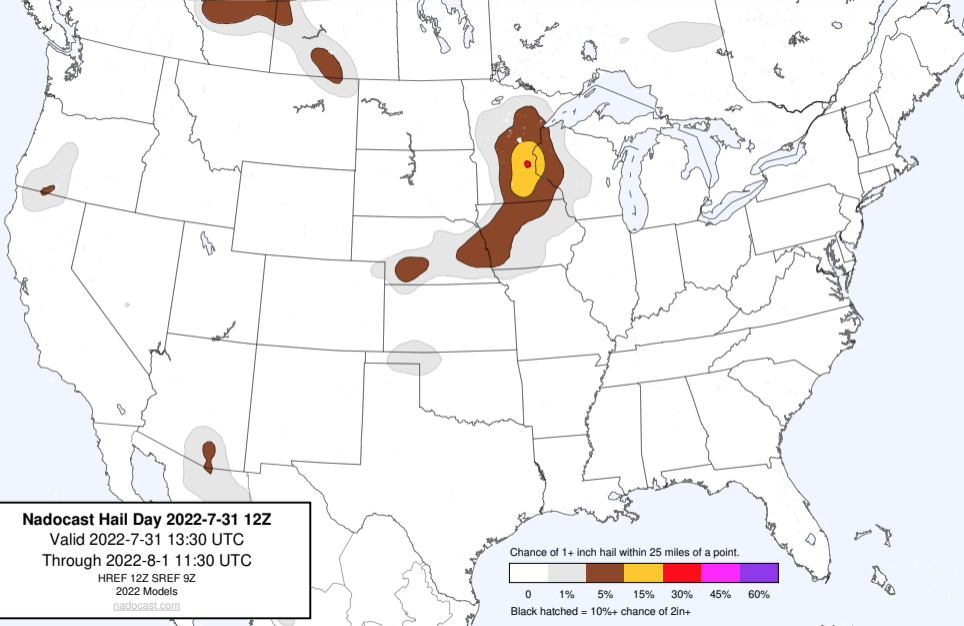 Nadocast Hail Day 2022-7-31 12Z
Valid 2022-7-31 13:30 UTC
Through 2022-8-1 11:30 UTC
HREF 12Z SREF 9Z
2022 Models
nadocast.com
Chance of 1+ inch hail within 25 miles of a point.
0 1% 5% 15% 30% 45% 60%
Black hatched = 10%+ chance of 2in+